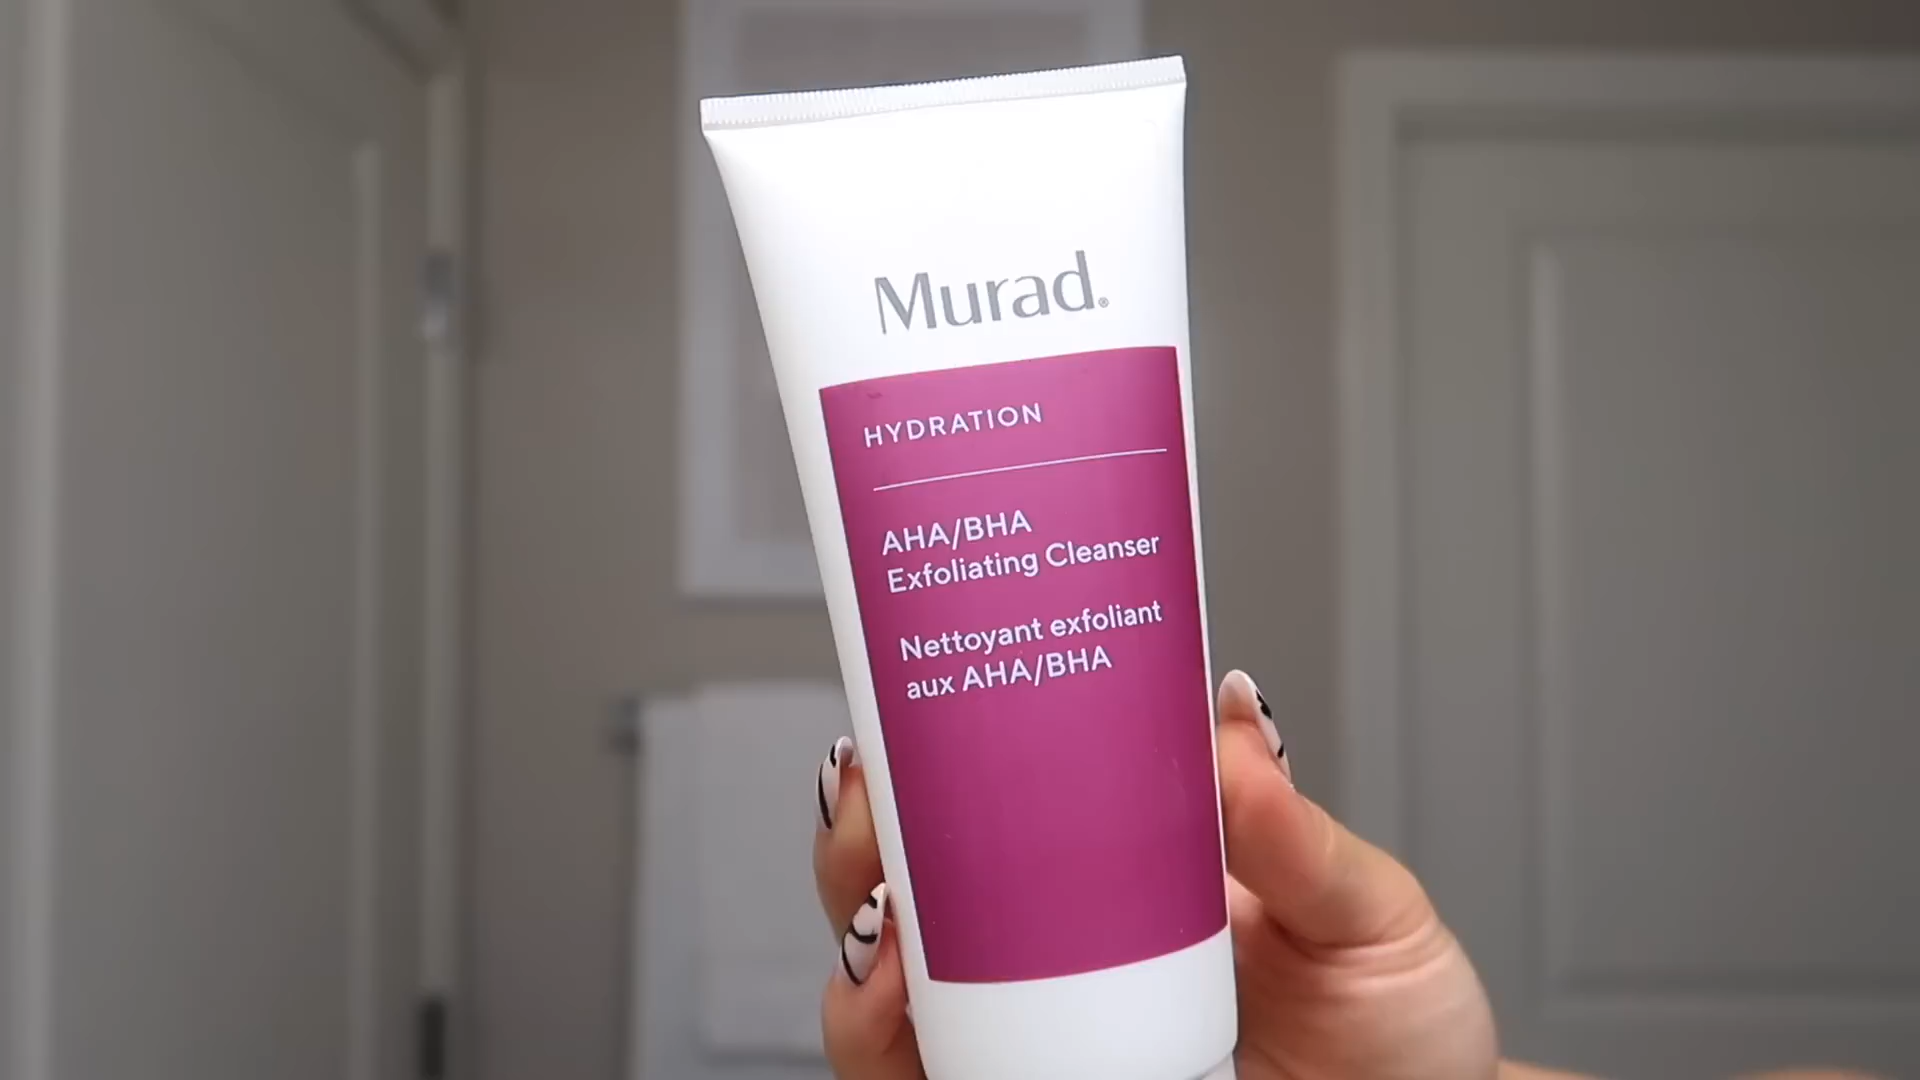 Murad®
HYDRATION
AHA/BHA
Exfoliating Cleanser
Nettoyant exfoliant
aux AHA/BHA